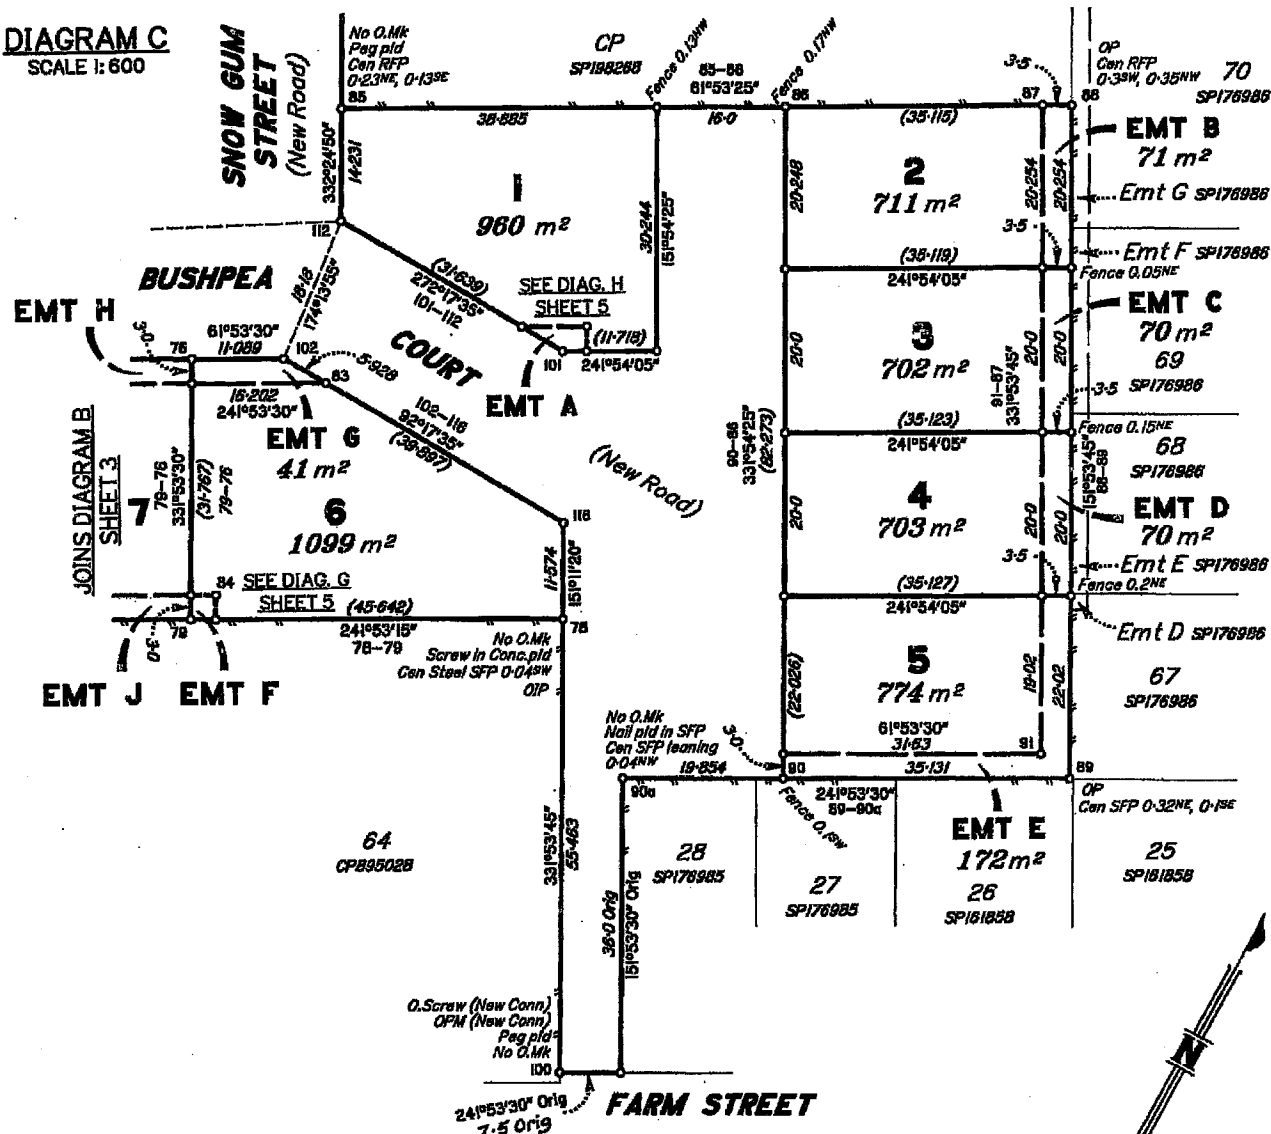 DIAGRAM C
SCALE 1:600
SNOW GUM
STREET
(New Road)
No O.Mk
Peg pld
Cen RFP
0·23NE, 0·13SE
CP
SP198268
Fence 0.13NW
85-86
61°53'25"
Fence 0.17NW
3·5
OP
Cen RFP
0·3SW, 0·35NW
70
SP176986
85
38·885
16·0
86
(35·115)
87
88
EMT B
71 m²
332°24'50"
14·231
1
960 m²
30·244
151°54'25"
20·248
2
711 m²
20·254
20·254
Emt G SP176986
112
3·5
Emt F SP176986
(35·119)
241°54'05"
Fence 0.05NE
BUSHPEA
COURT
18·18
174°13'55"
(31·639)
272°17'35"
101-112
SEE DIAG. H
SHEET 5
(11·718)
241°54'05"
101
EMT A
EMT H
3·0
76
61°53'30"
11·089
102
5·928
83
16·202
241°53'30"
EMT G
41 m²
102-116
92°17'35"
(39·897)
(New Road)
20·0
3
702 m²
91-87
331°53'45"
20·0
20·0
EMT C
70 m²
69
SP176986
3·5
(35·123)
241°54'05"
Fence 0.15NE
68
SP176986
90-86
331°54'25"
(82·273)
JOINS DIAGRAM B
SHEET 3
7
79-76
331°53'30"
(31·767)
79-76
6
1099 m²
116
11·574
151°11'20"
20·0
4
703 m²
20·0
20·0
151°53'45"
88-89
EMT D
70 m²
3·5
Emt E SP176986
Fence 0.2NE
(35·127)
241°54'05"
Emt D SP176986
84
SEE DIAG. G
SHEET 5
(45·642)
241°53'15"
78-79
79
78
3·0
EMT J
EMT F
No O.Mk
Screw in Conc.pld
Cen Steel SFP 0·04SW
OIP
(22·026)
5
774 m²
61°53'30"
31·63
19·02
22·02
91
67
SP176986
No O.Mk
Nail pld in SFP
Cen SFP leaning
0·04NW
3·0
19·854
90
35·131
89
90a
241°53'30"
89-90a
Fence 0.1SW
OP
Cen SFP 0·32NE, 0·1SE
EMT E
172 m²
64
CP895028
331°53'45"
55·463
28
SP176985
27
SP176985
26
SP161858
25
SP161858
36·0 Orig
151°53'30" Orig
O.Screw (New Conn)
OPM (New Conn)
Peg pld
No O.Mk
100
241°53'30" Orig
7·5 Orig
FARM STREET
N